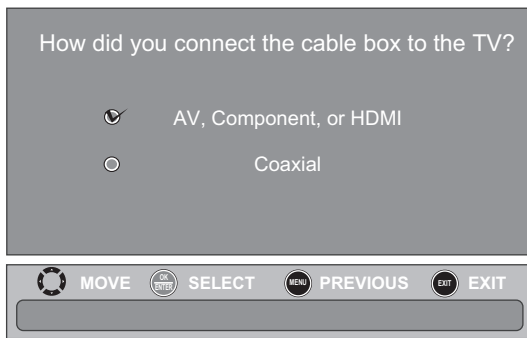 How did you connect the cable box to the TV?
AV, Component, or HDMI
Coaxial
MOVE OK ENTER SELECT MENU PREVIOUS EXIT EXIT